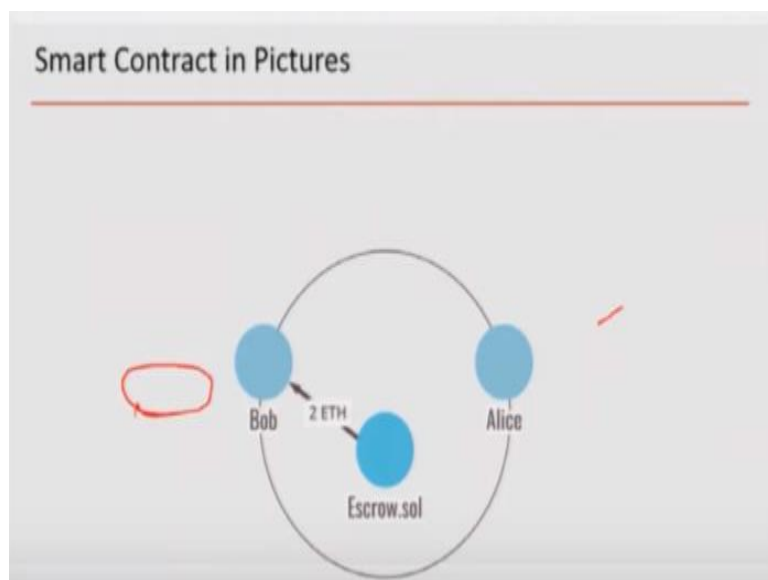 Smart Contract in Pictures
Bob
2 ETH
Alice
Escrow.sol